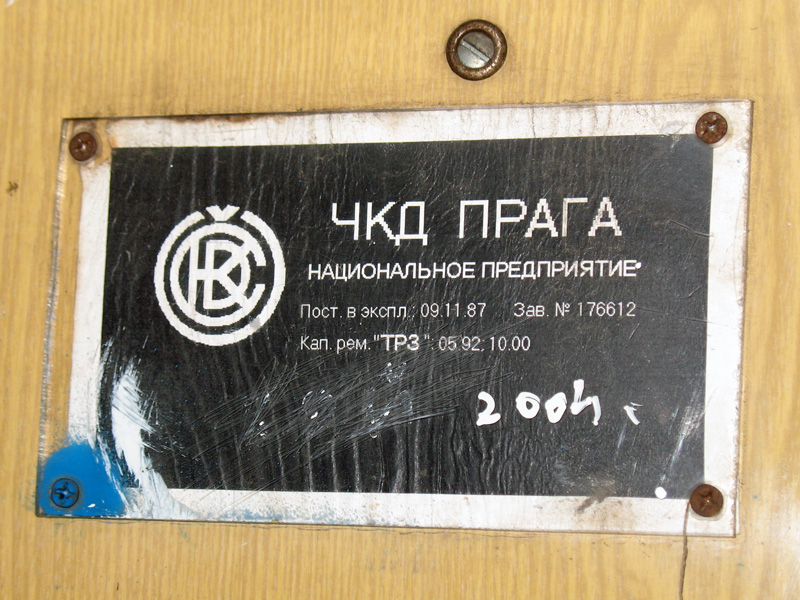 ČKD
ЧКД ПРАГА
НАЦИОНАЛЬНОЕ ПРЕДПРИЯТИЕ
Пост. в экспл.: 09.11.87 Зав. № 176612
Кап. рем. "ТРЗ": 05.92; 10.00
2004